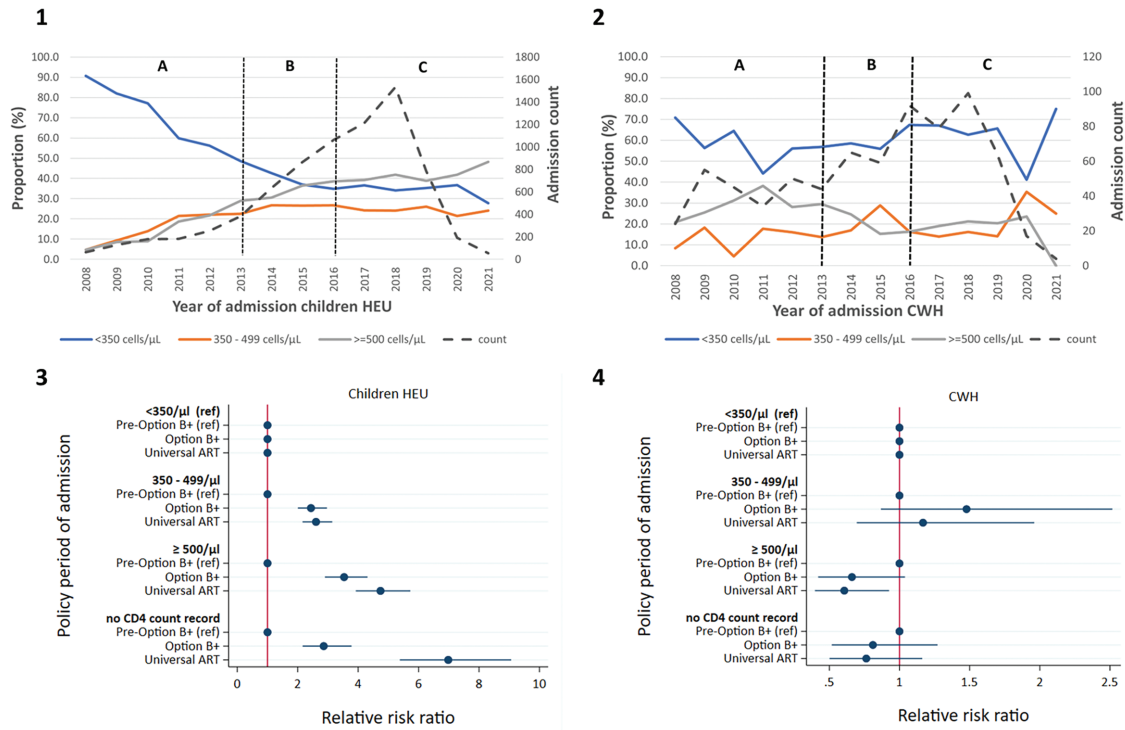 1
A
B
C
100.0
90.0
80.0
70.0
60.0
50.0
40.0
30.0
20.0
10.0
0.0
Proportion (%)
1800
1600
1400
1200
1000
800
600
400
200
0
Admission count
2008
2009
2010
2011
2012
2013
2014
2015
2016
2017
2018
2019
2020
2021
Year of admission children HEU
<350 cells/µL
350 - 499 cells/µL
>=500 cells/µL
count
2
A
B
C
100.0
90.0
80.0
70.0
60.0
50.0
40.0
30.0
20.0
10.0
0.0
Proportion (%)
120
100
80
60
40
20
0
Admission count
2008
2009
2010
2011
2012
2013
2014
2015
2016
2017
2018
2019
2020
2021
Year of admission CWH
<350 cells/µL
350 - 499 cells/µL
>=500 cells/µL
count
3
Children HEU
Policy period of admission
<350/µl (ref)
Pre-Option B+ (ref)
Option B+
Universal ART
350 - 499/µl
Pre-Option B+ (ref)
Option B+
Universal ART
≥ 500/µl
Pre-Option B+ (ref)
Option B+
Universal ART
no CD4 count record
Pre-Option B+ (ref)
Option B+
Universal ART
0 2 4 6 8 10
Relative risk ratio
4
CWH
Policy period of admission
<350/µl (ref)
Pre-Option B+ (ref)
Option B+
Universal ART
350 - 499/µl
Pre-Option B+ (ref)
Option B+
Universal ART
≥ 500/µl
Pre-Option B+ (ref)
Option B+
Universal ART
no CD4 count record
Pre-Option B+ (ref)
Option B+
Universal ART
.5 1 1.5 2 2.5
Relative risk ratio